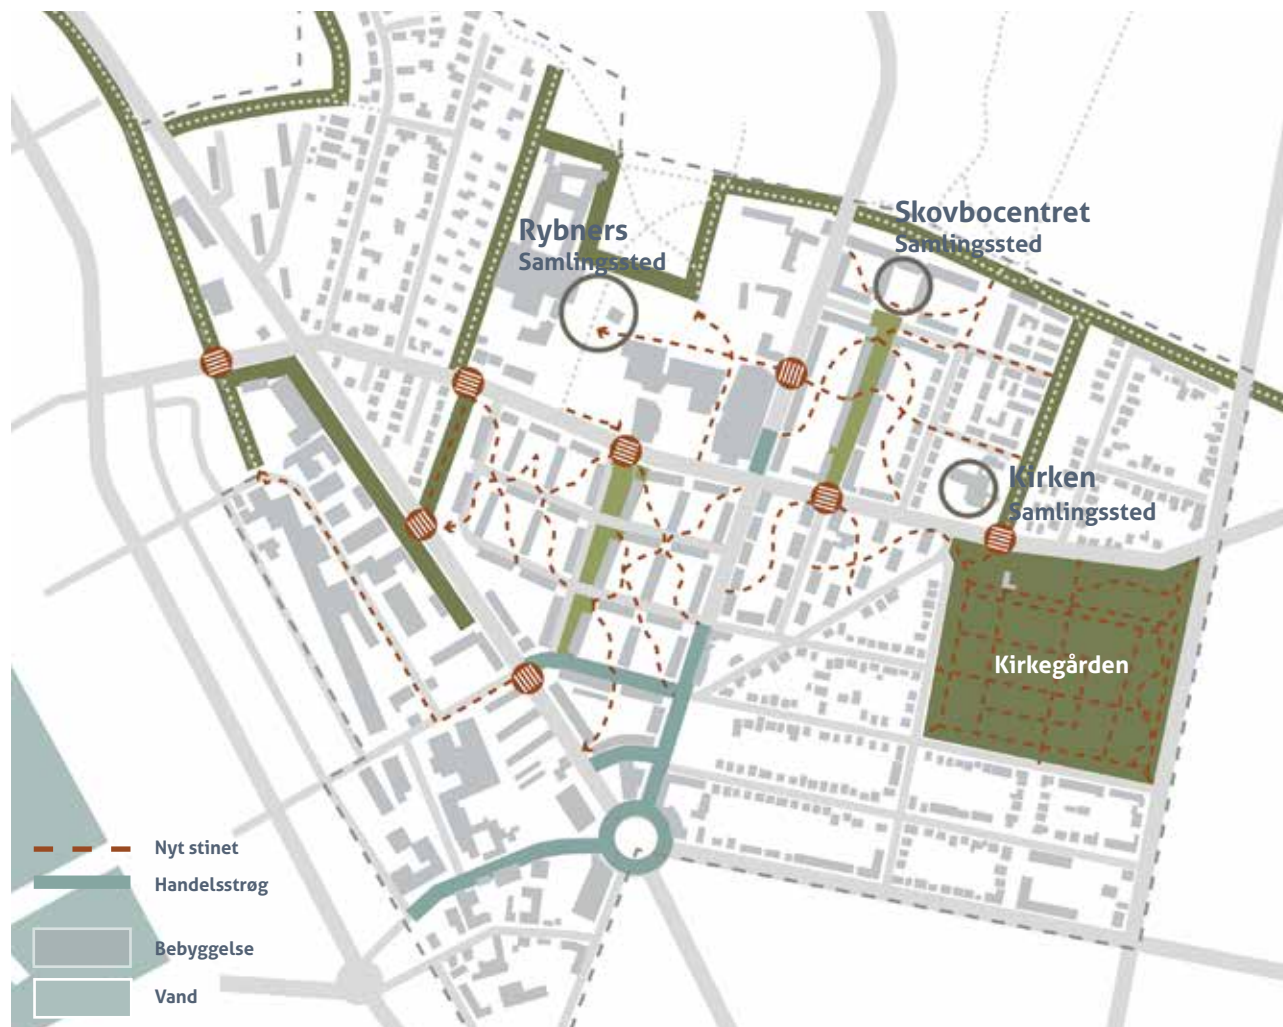 Skovbocentret
Samlingssted
Rybners
Samlingssted
Kirken
Samlingssted
Kirkegården
Nyt stinet
Handelsstrøg
Bebyggelse
Vand